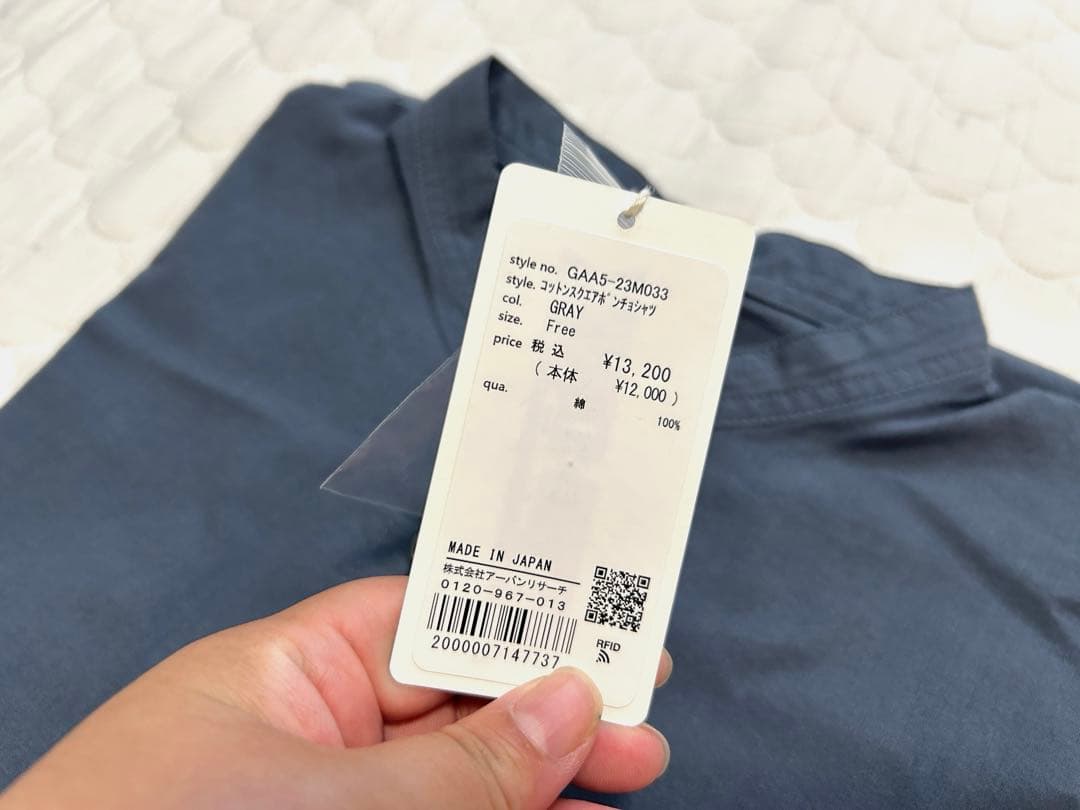 style no. GAA5-23M033
style. ｺｯﾄﾝｽｸｴｱﾎﾟﾝﾁｮｼｬﾂ
col. GRAY
size. Free
price 税込 ¥13,200
(本体 ¥12,000)
qua.
綿 100%
MADE IN JAPAN
株式会社アーバンリサーチ
0120-967-013
2000007147737
RFID